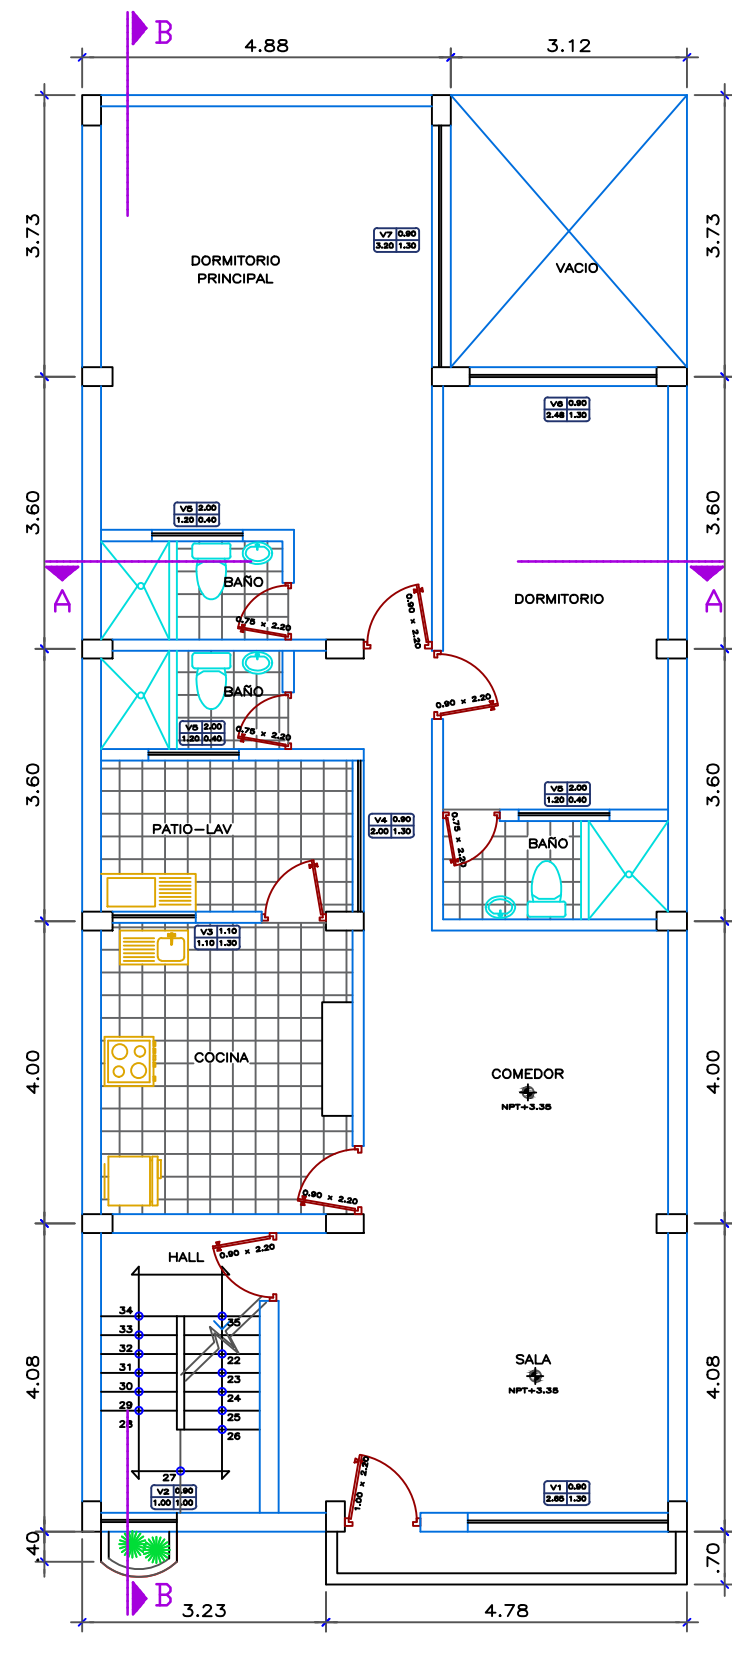 B
4.88
3.12
3.73
3.73
V7 0.90
3.20 1.30
DORMITORIO
PRINCIPAL
VACIO
V6 0.90
2.48 1.30
3.60
3.60
V5 2.00
1.20 0.40
BAÑO
A
A
DORMITORIO
0.75 x 2.20
0.90 x 2.20
BAÑO
0.90 x 2.20
V5 2.00
1.20 0.40
0.75 x 2.20
3.60
3.60
V5 2.00
1.20 0.40
PATIO-LAV
V4 0.90
2.00 1.30
0.75 x 2.20
BAÑO
V3 1.10
1.10 1.30
COCINA
4.00
4.00
COMEDOR
NPT+3.35
0.90 x 2.20
HALL
0.90 x 2.20
34
35
33
32
22
31
23
30
24
29
25
28
26
27
4.08
4.08
SALA
NPT+3.35
1.00 x 2.20
V2 0.90
1.00 1.00
V1 0.90
2.65 1.30
.40
.70
B
3.23
4.78